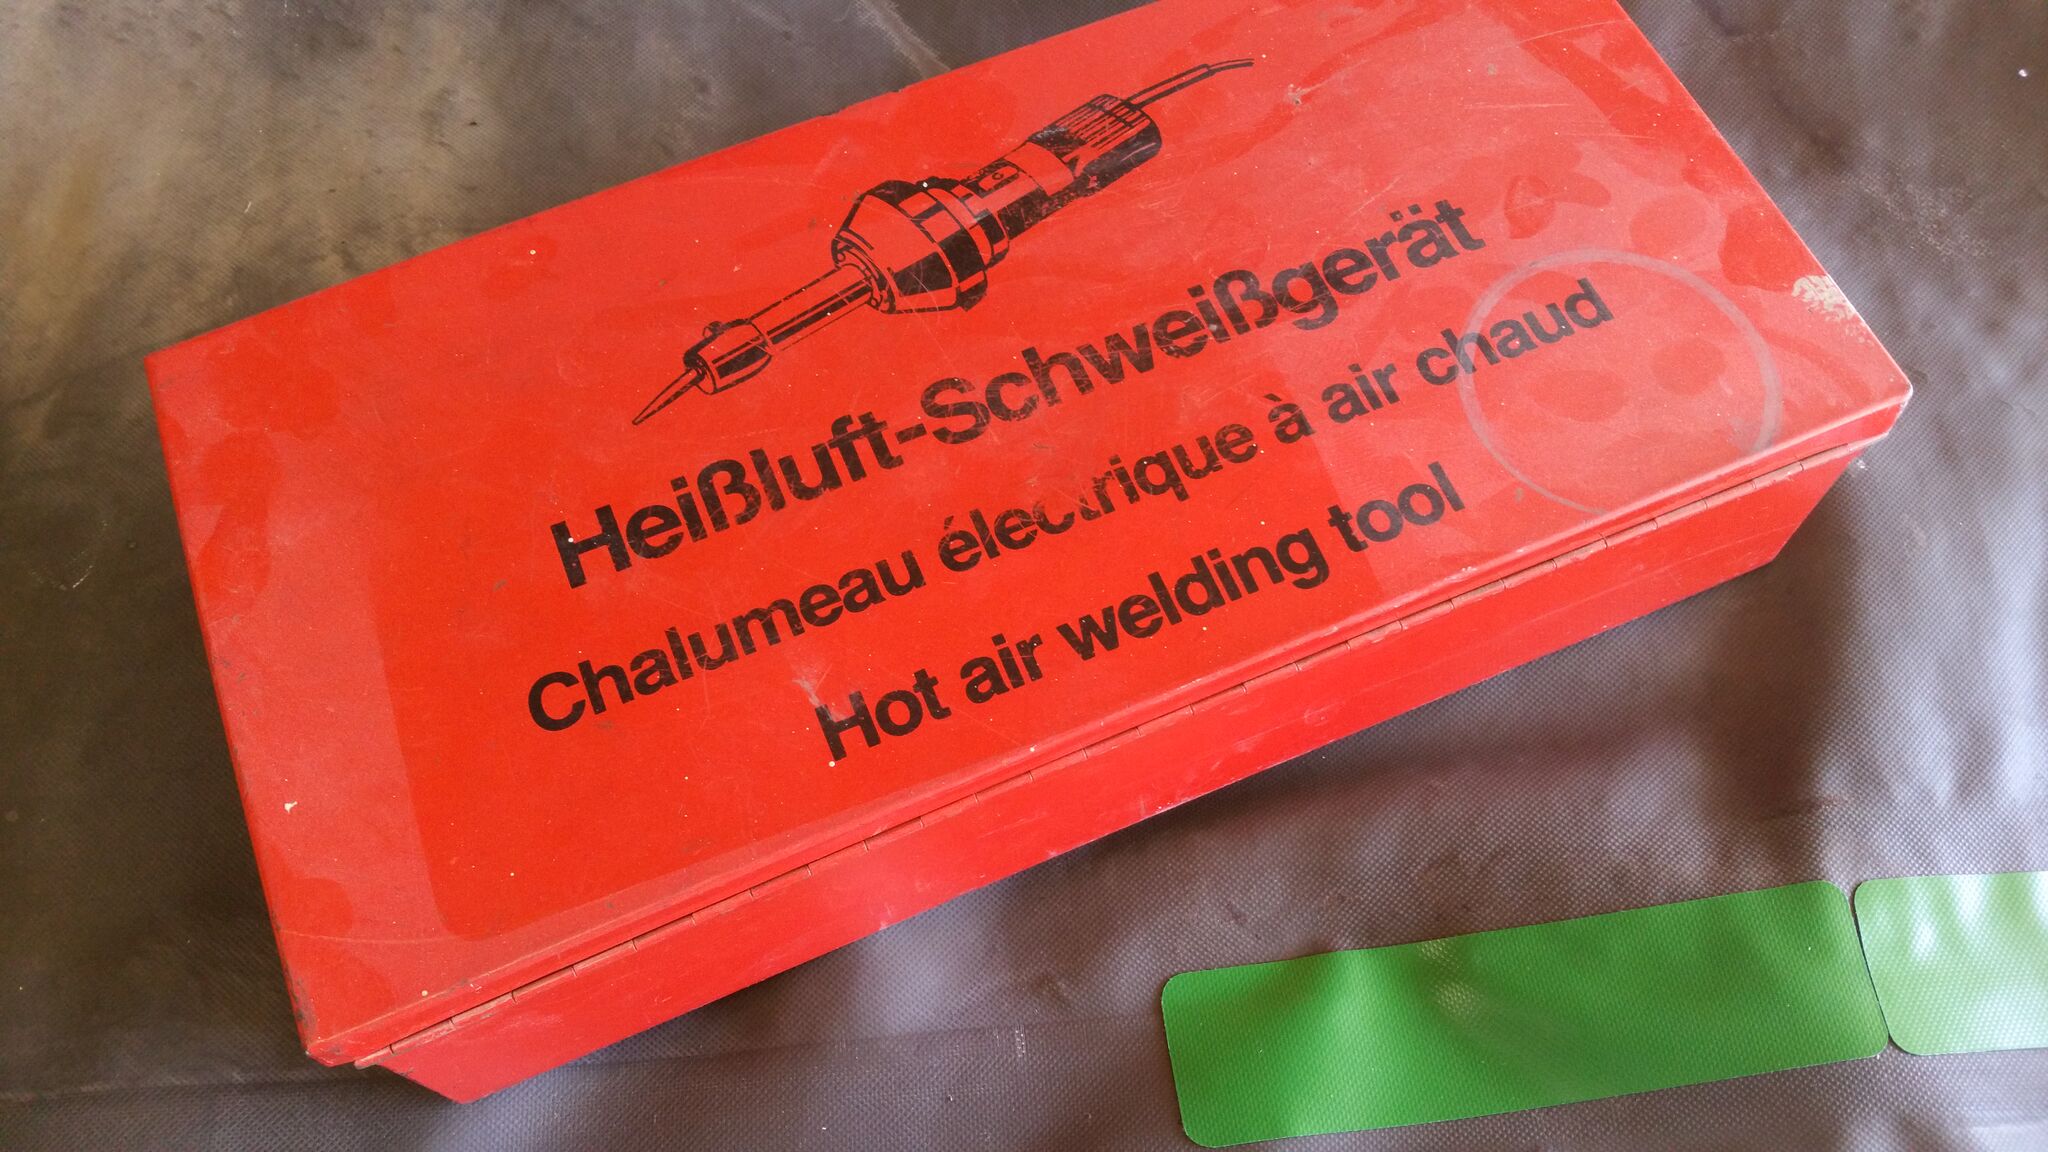 Heißluft-Schweißgerät
Chalumeau électrique à air chaud
Hot air welding tool